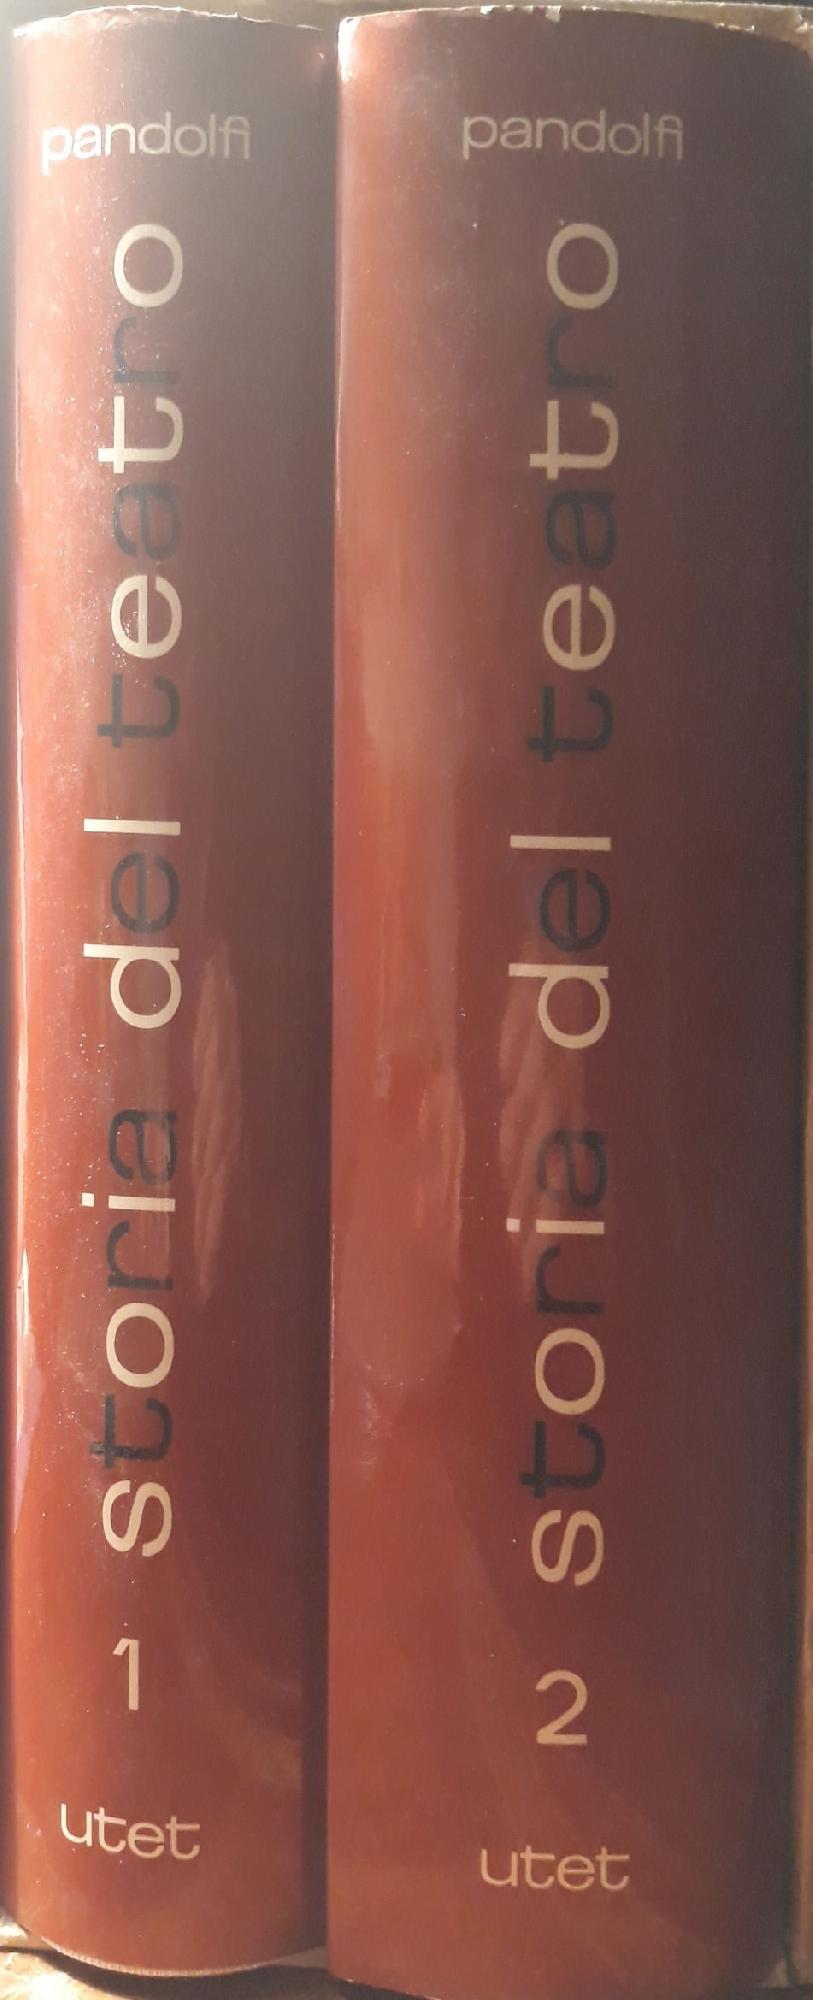 pandolfi
storia del teatro
1
utet
pandolfi
storia del teatro
2
utet